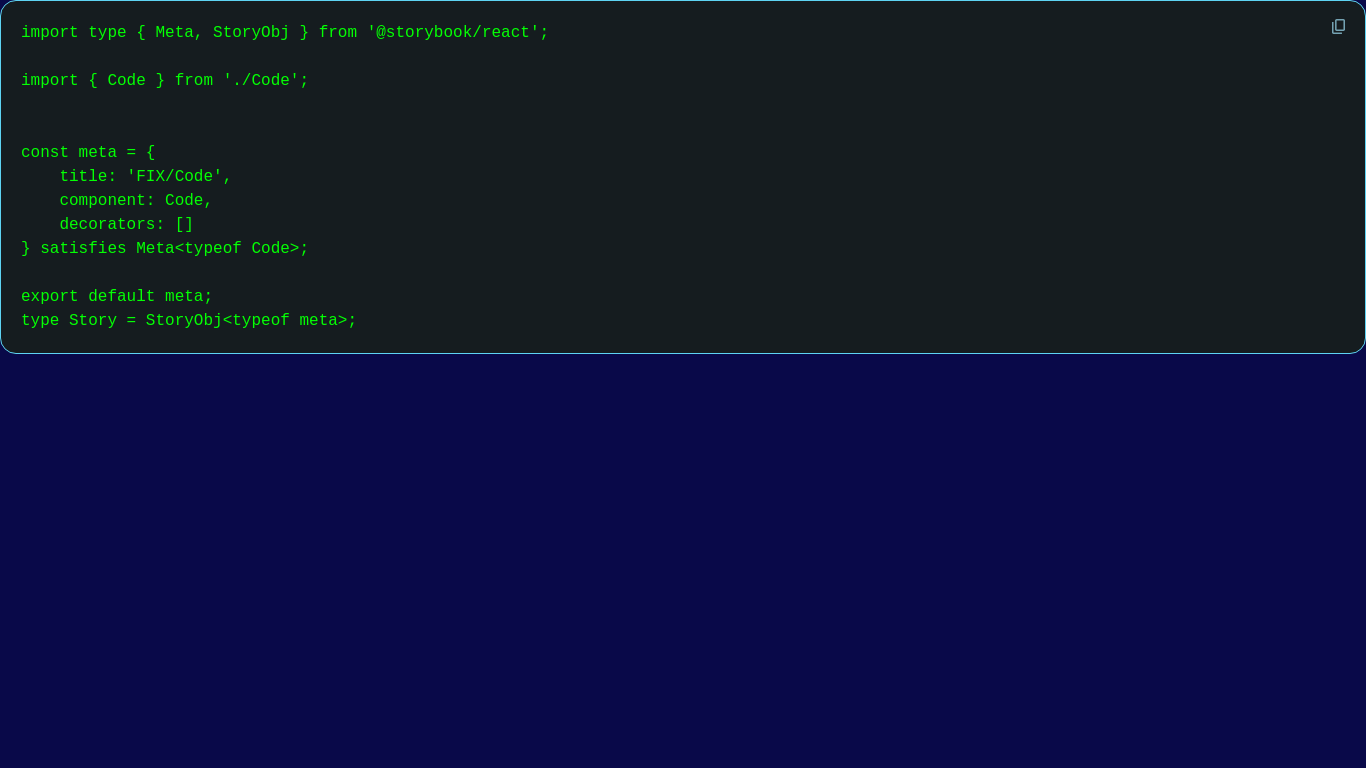 import type { Meta, StoryObj } from '@storybook/react';
import { Code } from './Code';
const meta = {
    title: 'FIX/Code',
    component: Code,
    decorators: []
} satisfies Meta<typeof Code>;
export default meta;
type Story = StoryObj<typeof meta>;